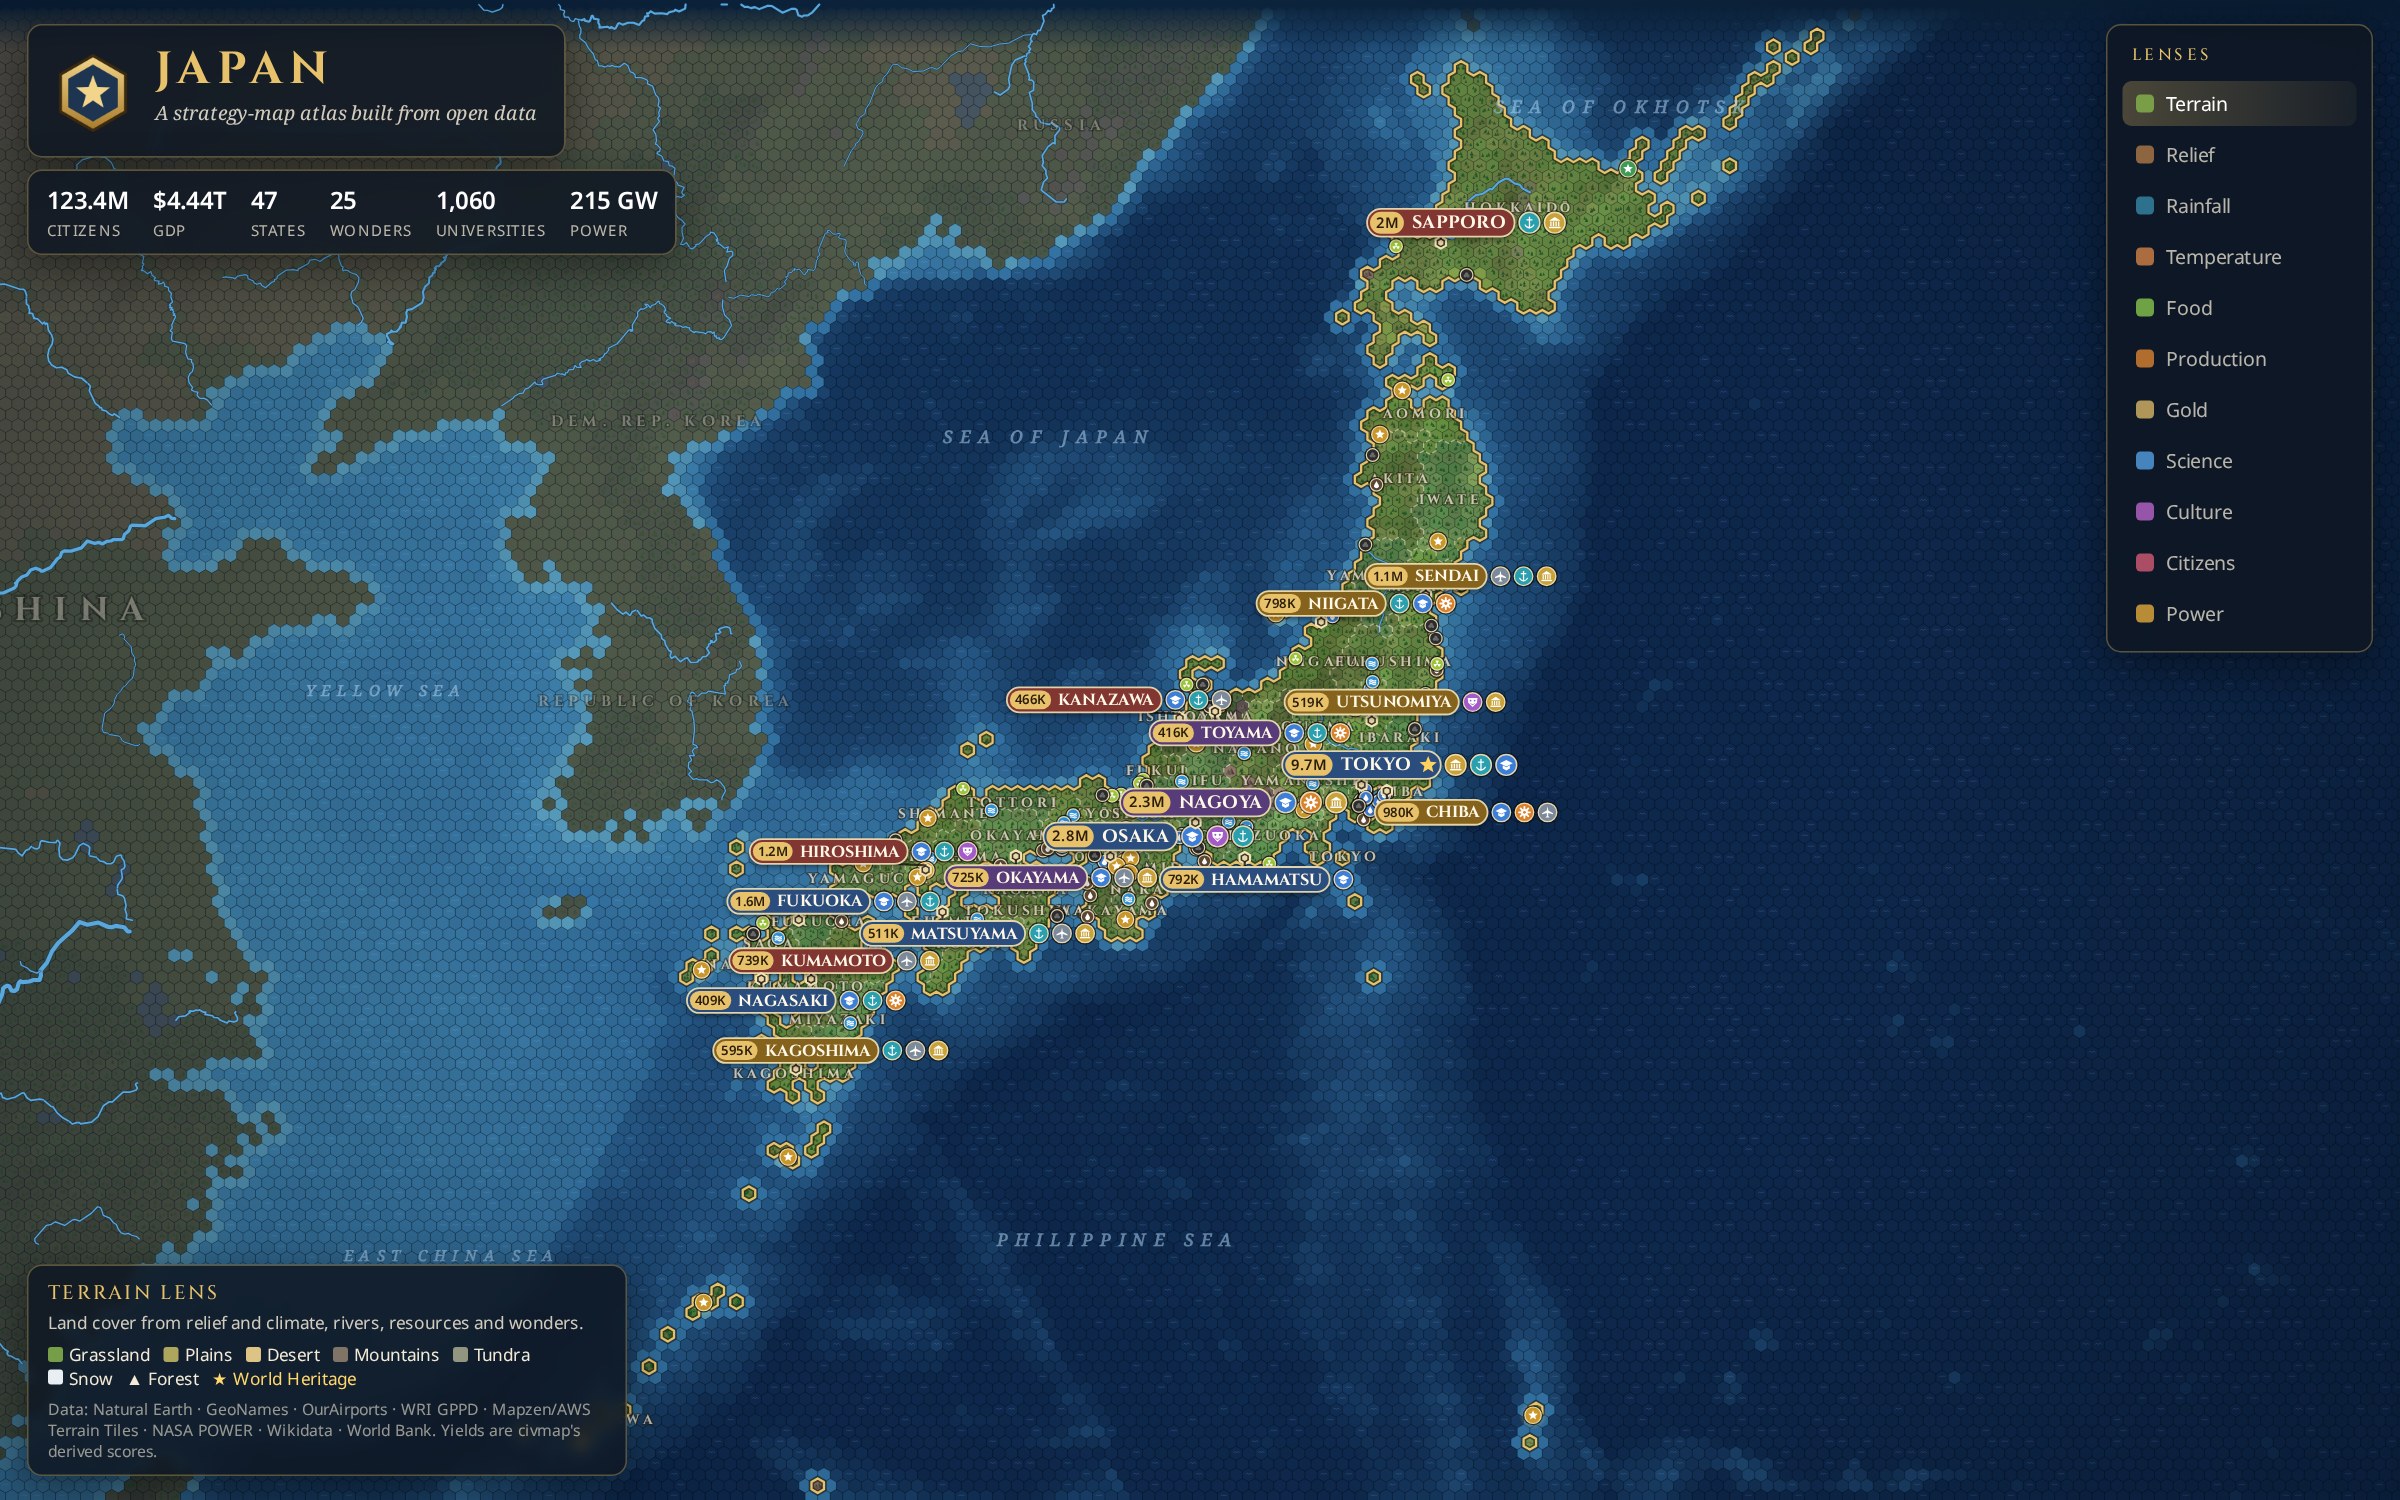 JAPAN
A strategy-map atlas built from open data
123.4M $4.44T 47 25 1,060 215 GW
CITIZENS GDP STATES WONDERS UNIVERSITIES POWER
LENSES
Terrain
Relief
Rainfall
Temperature
Food
Production
Gold
Science
Culture
Citizens
Power
SEA OF OKHOTSK
RUSSIA
HOKKAIDO
2M SAPPORO
AOMORI
DEM. REP. KOREA
SEA OF JAPAN
AKITA
IWATE
1.1M SENDAI
798K NIIGATA
CHINA
YELLOW SEA
REPUBLIC OF KOREA
466K KANAZAWA
519K UTSUNOMIYA
416K TOYAMA
IBARAKI
NAGANO
9.7M TOKYO
FUKUI
2.3M NAGOYA
TOTTORI
980K CHIBA
2.8M OSAKA
1.2M HIROSHIMA
TOKYO
725K OKAYAMA
792K HAMAMATSU
1.6M FUKUOKA
WAKAYAMA
511K MATSUYAMA
739K KUMAMOTO
409K NAGASAKI
MIYAZAKI
595K KAGOSHIMA
KAGOSHIMA
PHILIPPINE SEA
EAST CHINA SEA
TERRAIN LENS
Land cover from relief and climate, rivers, resources and wonders.
Grassland Plains Desert Mountains Tundra
Snow Forest World Heritage
Data: Natural Earth · GeoNames · OurAirports · WRI GPPD · Mapzen/AWS
Terrain Tiles · NASA POWER · Wikidata · World Bank. Yields are civmap's
derived scores.